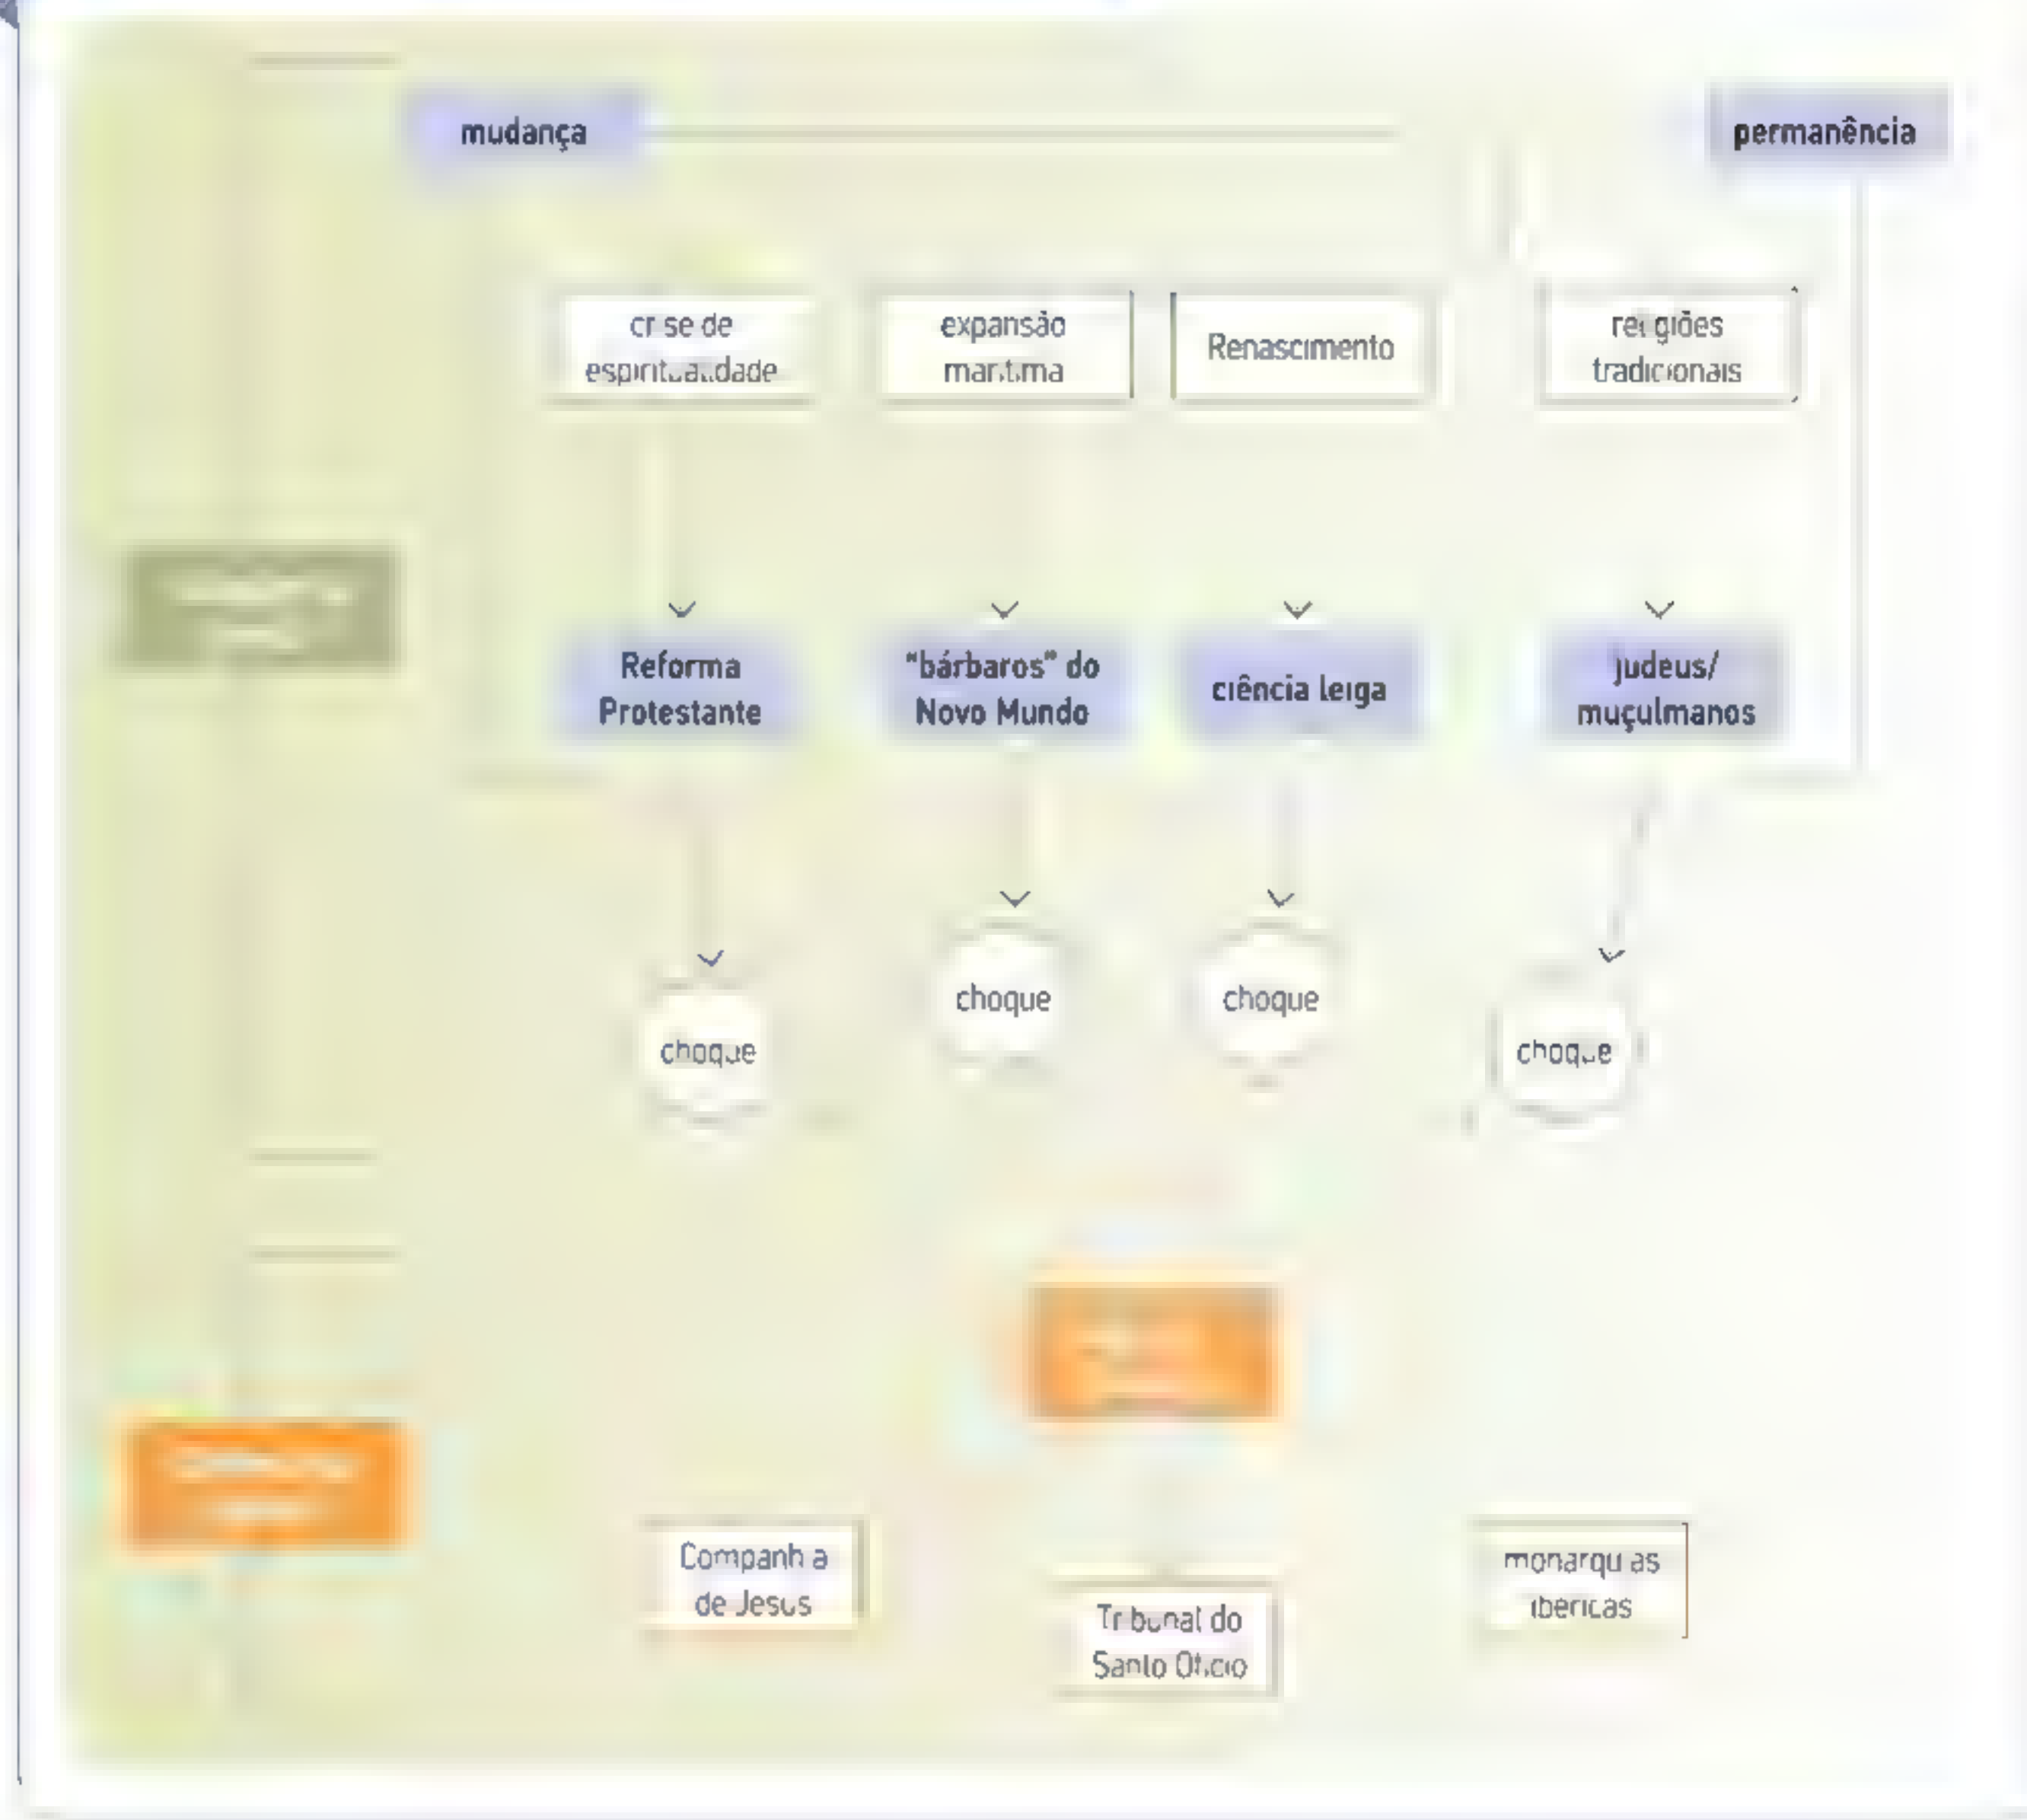 mudança
permanência
crise de
espiritualidade
expansão
marítima
Renascimento
religiões
tradicionais
Reforma
Protestante
"bárbaros" do
Novo Mundo
ciência leiga
judeus/
muçulmanos
choque
choque
choque
choque
Companhia
de Jesus
Tribunal do
Santo Ofício
monarquias
ibéricas